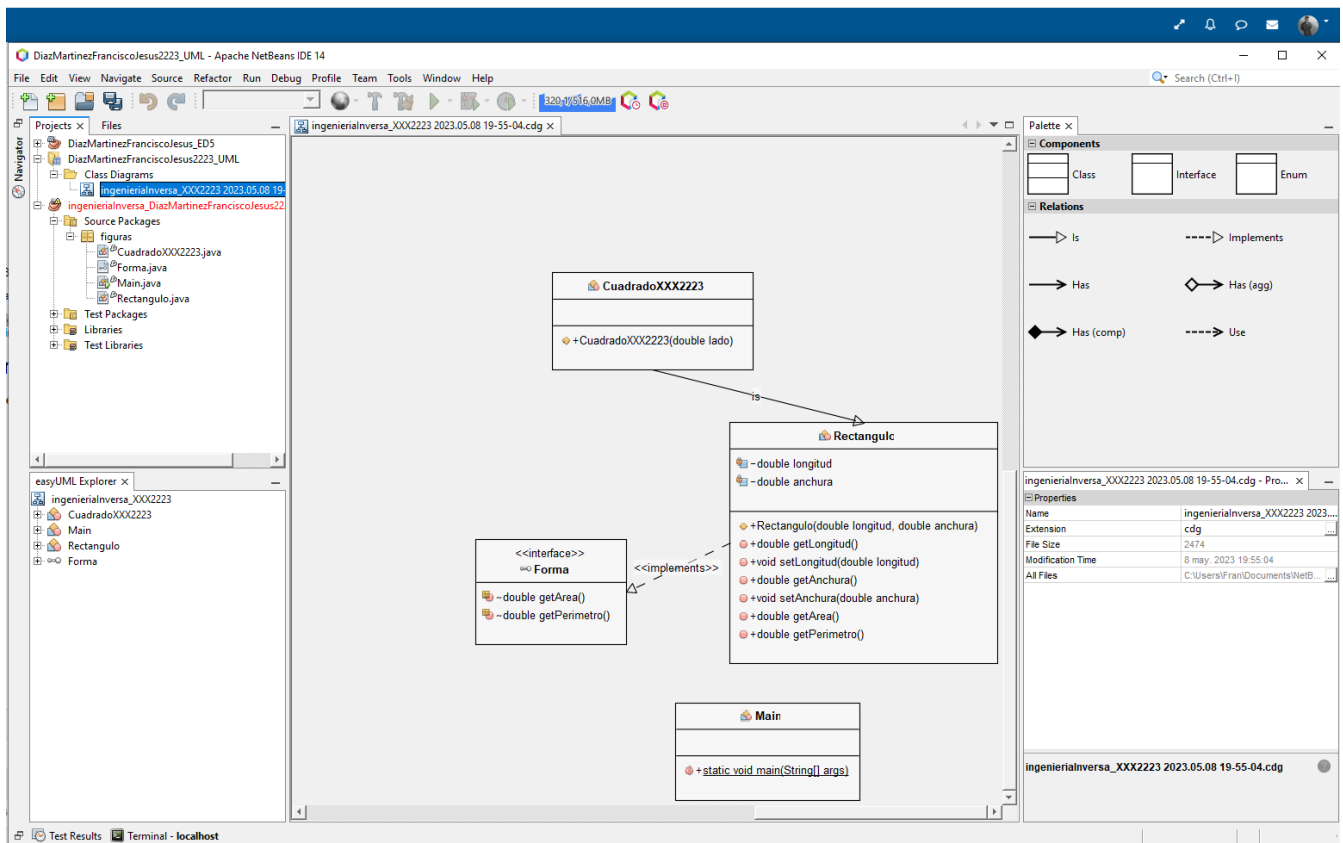 DiazMartinezFranciscoJesus2223_UML - Apache NetBeans IDE 14
File Edit View Navigate Source Refactor Run Debug Profile Team Tools Window Help
Search (Ctrl+I)
320,1/516,0MB
Projects
Files
Navigator
DiazMartinezFranciscoJesus_ED5
DiazMartinezFranciscoJesus2223_UML
Class Diagrams
ingenieriaInversa_XXX2223 2023.05.08 19-
ingenieriaInversa_DiazMartinezFranciscoJesus22
Source Packages
figuras
CuadradoXXX2223.java
Forma.java
Main.java
Rectangulo.java
Test Packages
Libraries
Test Libraries
easyUML Explorer
ingenieriaInversa_XXX2223
CuadradoXXX2223
Main
Rectangulo
Forma
ingenieriaInversa_XXX2223 2023.05.08 19-55-04.cdg
CuadradoXXX2223
+CuadradoXXX2223(double lado)
is
Rectangulo
-double longitud
-double anchura
+Rectangulo(double longitud, double anchura)
+double getLongitud()
+void setLongitud(double longitud)
+double getAnchura()
+void setAnchura(double anchura)
+double getArea()
+double getPerimetro()
<<implements>>
<<interface>>
Forma
~double getArea()
~double getPerimetro()
Main
+static void main(String[] args)
Palette
Components
Class Interface Enum
Relations
Is Implements
Has Has (agg)
Has (comp) Use
ingenieriaInversa_XXX2223 2023.05.08 19-55-04.cdg - Pro...
Properties
Name ingenieriaInversa_XXX2223 2023....
Extension cdg
File Size 2474
Modification Time 8 may. 2023 19:55:04
All Files C:\Users\Fran\Documents\NetB...
ingenieriaInversa_XXX2223 2023.05.08 19-55-04.cdg
Test Results Terminal - localhost